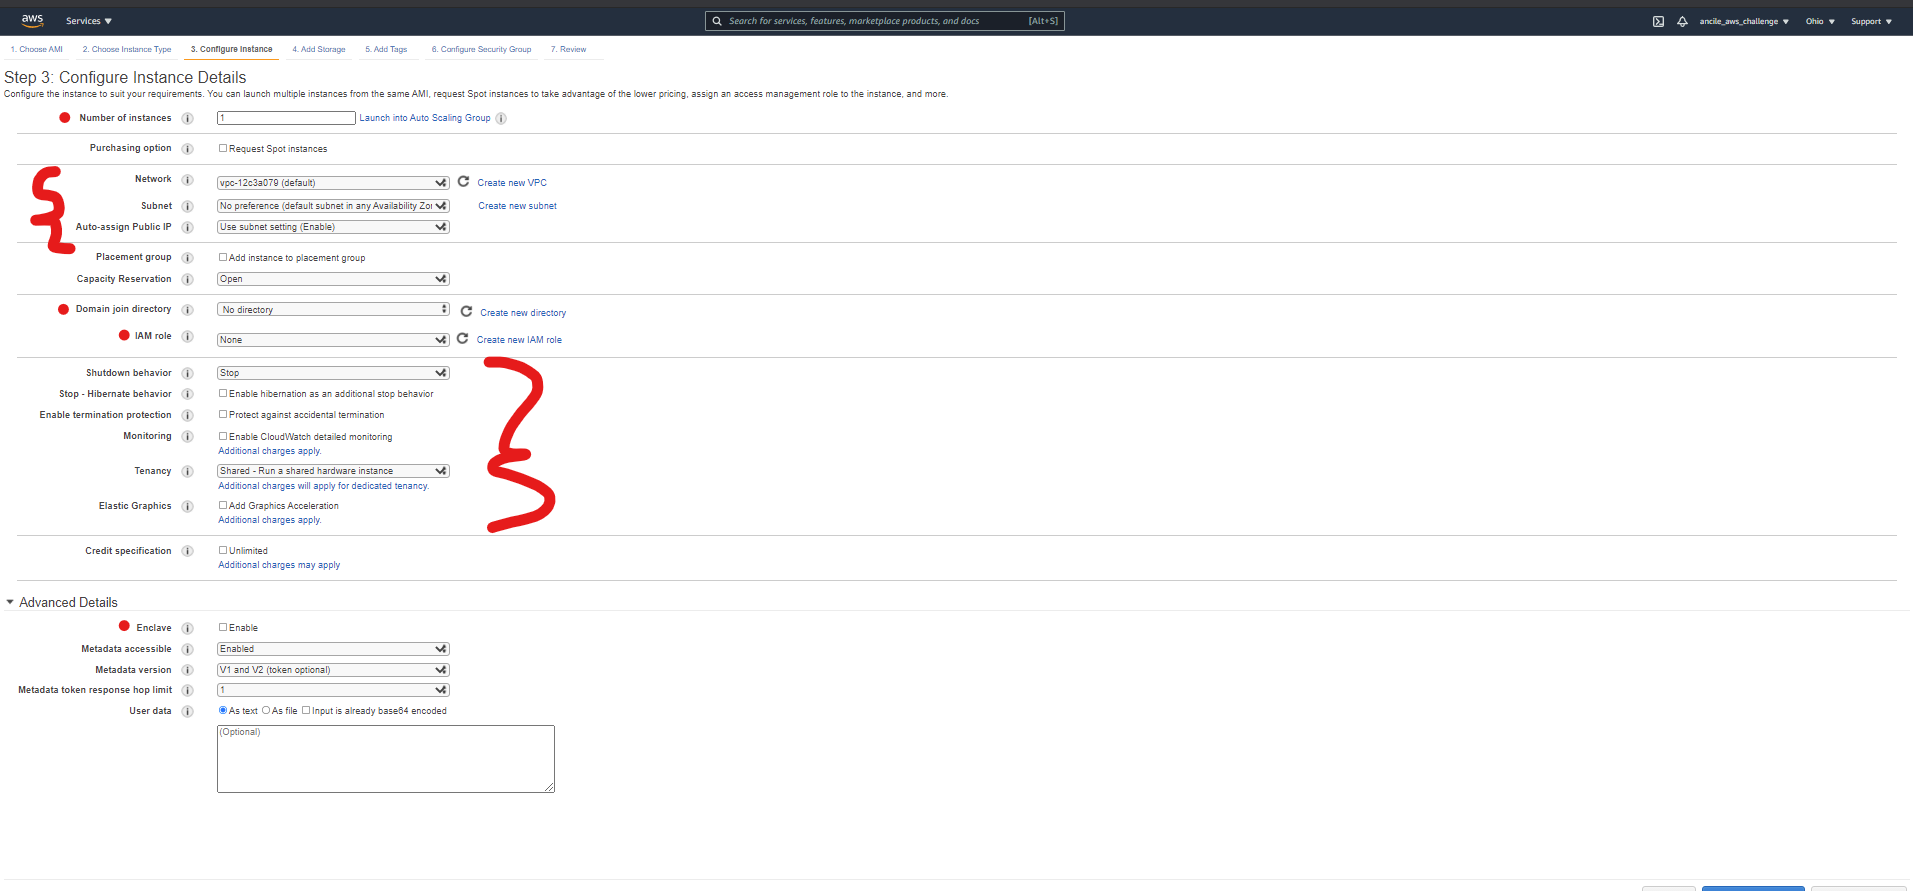 aws Services Search for services, features, marketplace products, and docs [Alt+S] ancile_aws_challenge Ohio Support
1. Choose AMI 2. Choose Instance Type 3. Configure Instance 4. Add Storage 5. Add Tags 6. Configure Security Group 7. Review
Step 3: Configure Instance Details
Configure the instance to suit your requirements. You can launch multiple instances from the same AMI, request Spot instances to take advantage of the lower pricing, assign an access management role to the instance, and more.
Number of instances i 1 Launch into Auto Scaling Group i
Purchasing option i Request Spot instances
Network i vpc-12c3a079 (default) Create new VPC
Subnet i No preference (default subnet in any Availability Zor Create new subnet
Auto-assign Public IP i Use subnet setting (Enable)
Placement group i Add instance to placement group
Capacity Reservation i Open
Domain join directory i No directory Create new directory
IAM role i None Create new IAM role
Shutdown behavior i Stop
Stop - Hibernate behavior i Enable hibernation as an additional stop behavior
Enable termination protection i Protect against accidental termination
Monitoring i Enable CloudWatch detailed monitoring
Additional charges apply.
Tenancy i Shared - Run a shared hardware instance
Additional charges will apply for dedicated tenancy.
Elastic Graphics i Add Graphics Acceleration
Additional charges apply.
Credit specification i Unlimited
Additional charges may apply
Advanced Details
Enclave i Enable
Metadata accessible i Enabled
Metadata version i V1 and V2 (token optional)
Metadata token response hop limit i 1
User data i As text As file Input is already base64 encoded
(Optional)